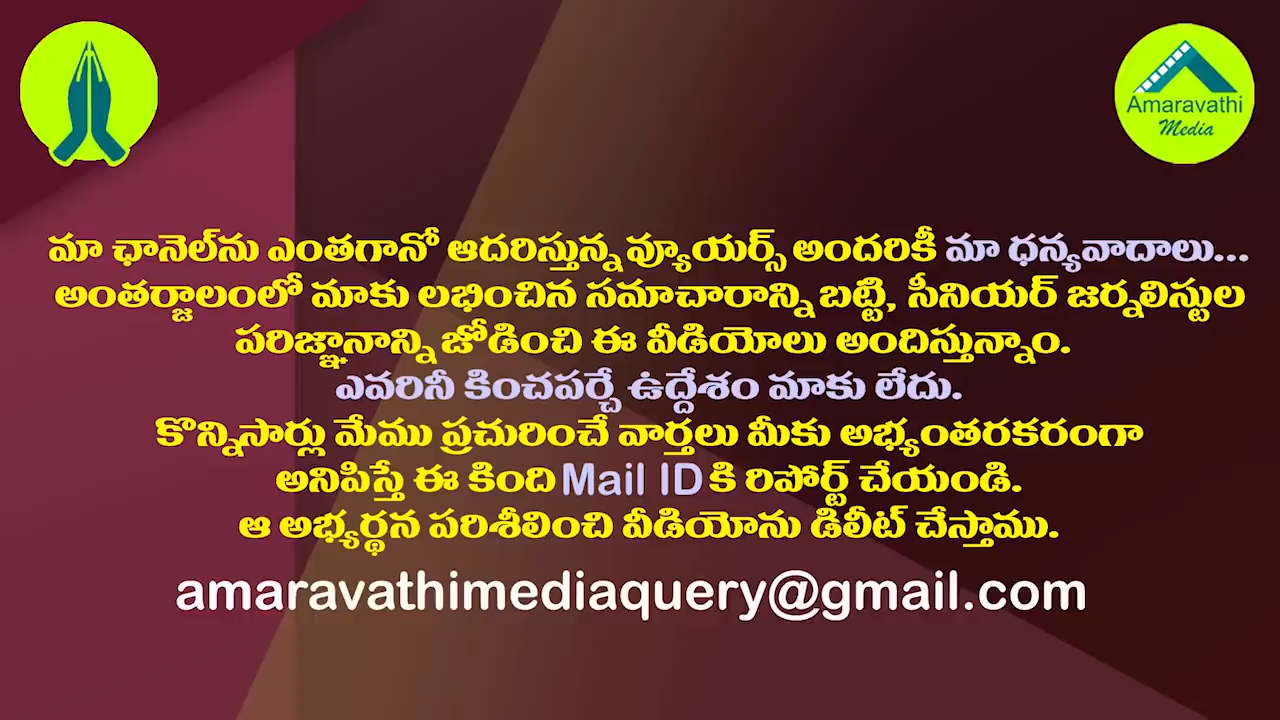 Amaravathi
Media
మా ఛానెల్‌ను ఎంతగానో ఆదరిస్తున్న వ్యూయర్స్ అందరికీ మా ధన్యవాదాలు...
అంతర్జాలంలో మాకు లభించిన సమాచారాన్ని బట్టి, సీనియర్ జర్నలిస్టుల
పరిజ్ఞానాన్ని జోడించి ఈ వీడియోలు అందిస్తున్నాం.
ఎవరినీ కించపర్చే ఉద్దేశం మాకు లేదు.
కొన్నిసార్లు మేము ప్రచురించే వార్తలు మీకు అభ్యంతరకరంగా
అనిపిస్తే ఈ కింది Mail ID కి రిపోర్ట్ చేయండి.
ఆ అభ్యర్థన పరిశీలించి వీడియోను డిలీట్ చేస్తాము.
amaravathimediaquery@gmail.com